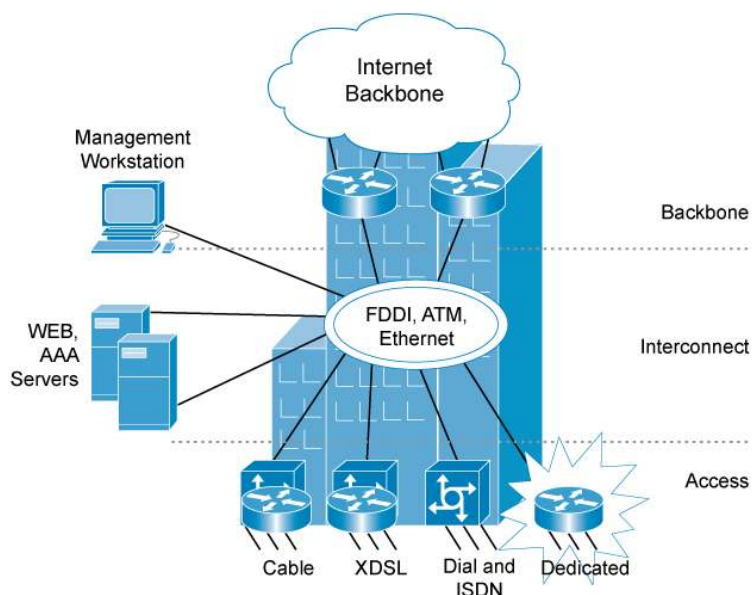 Internet
Backbone
Management
Workstation
Backbone
FDDI, ATM,
Ethernet
WEB,
AAA
Servers
Interconnect
Access
Cable
XDSL
Dial and
ISDN
Dedicated